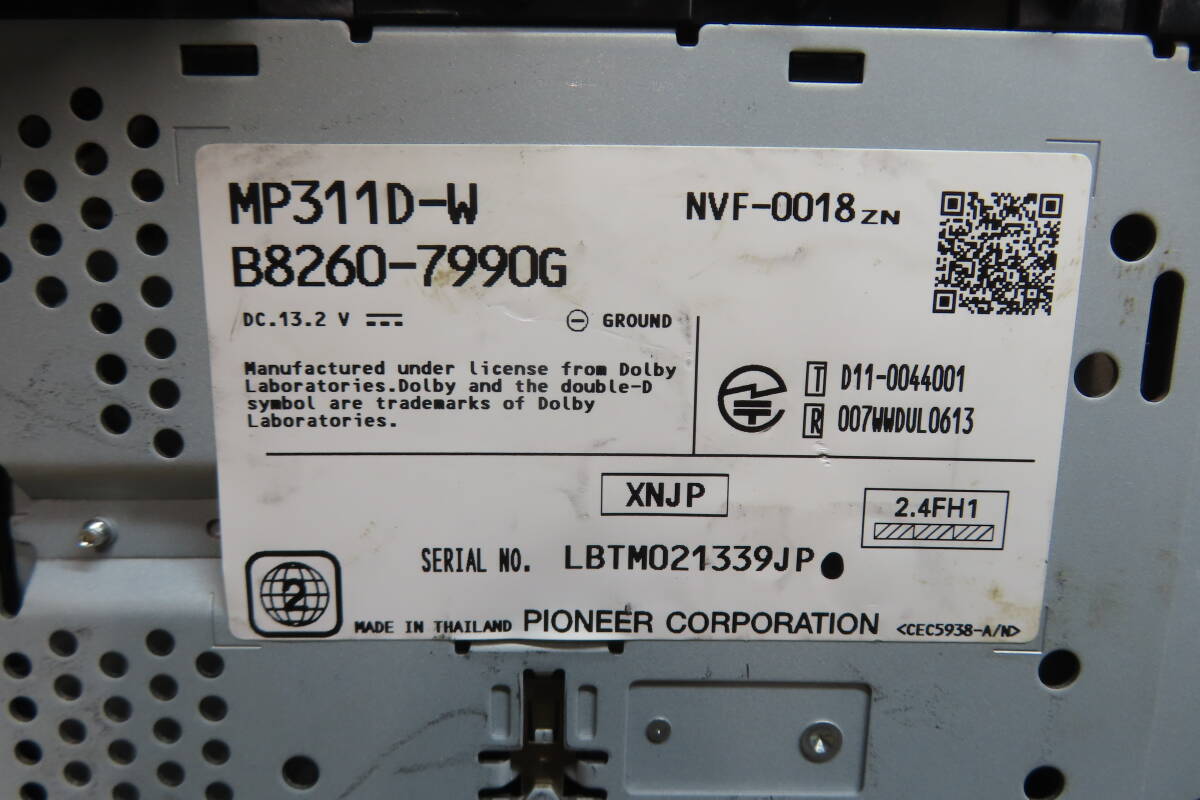 MP311D-W
NVF-0018 ZN
B8260-7990G
DC.13.2 V
GROUND
Manufactured under license from Dolby
Laboratories.Dolby and the double-D
symbol are trademarks of Dolby
Laboratories.
T D11-0044001
R 007WWDUL0613
XNJP
2.4FH1
SERIAL NO. LBTM021339JP
2
MADE IN THAILAND PIONEER CORPORATION <CEC5938-A/N>